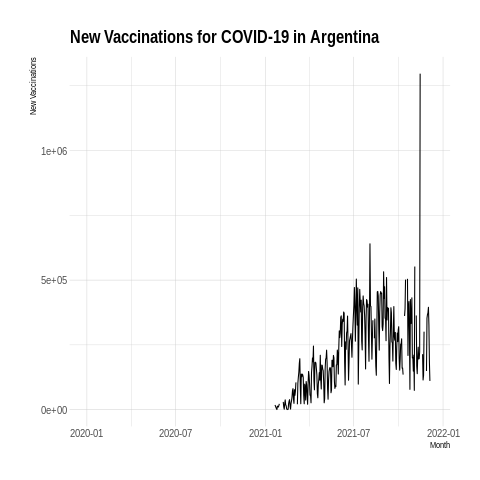 New Vaccinations for COVID-19 in Argentina
New Vaccinations
1e+06
5e+05
0e+00
2020-01
2020-07
2021-01
2021-07
2022-01
Month